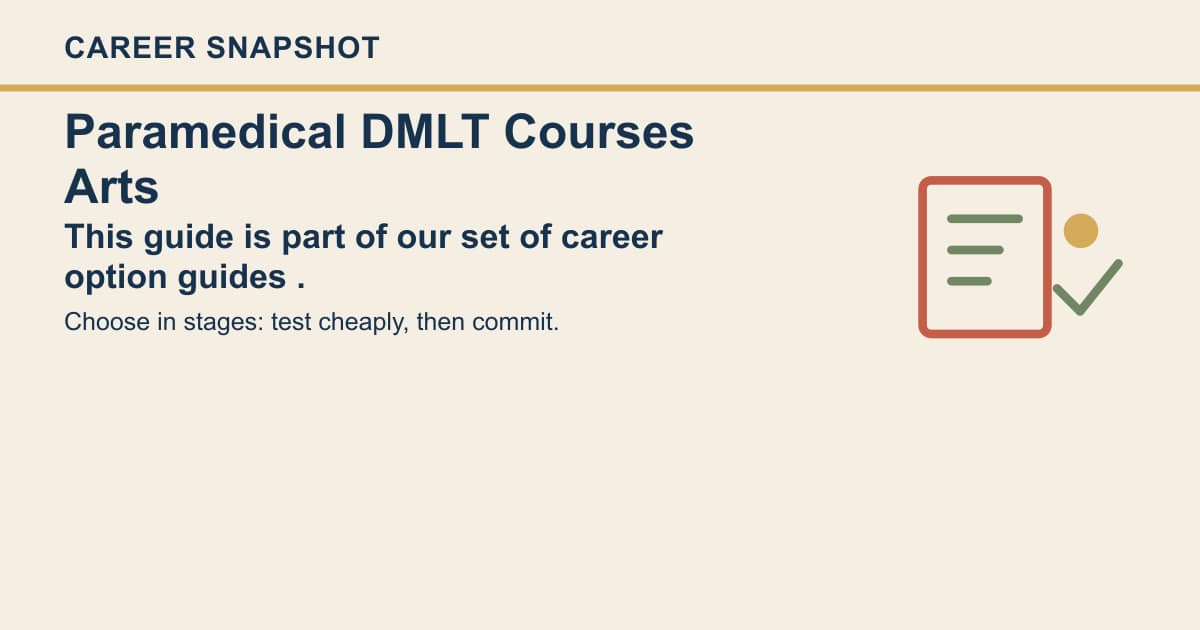 CAREER SNAPSHOT
Paramedical DMLT Courses
Arts
This guide is part of our set of career
option guides .
Choose in stages: test cheaply, then commit.